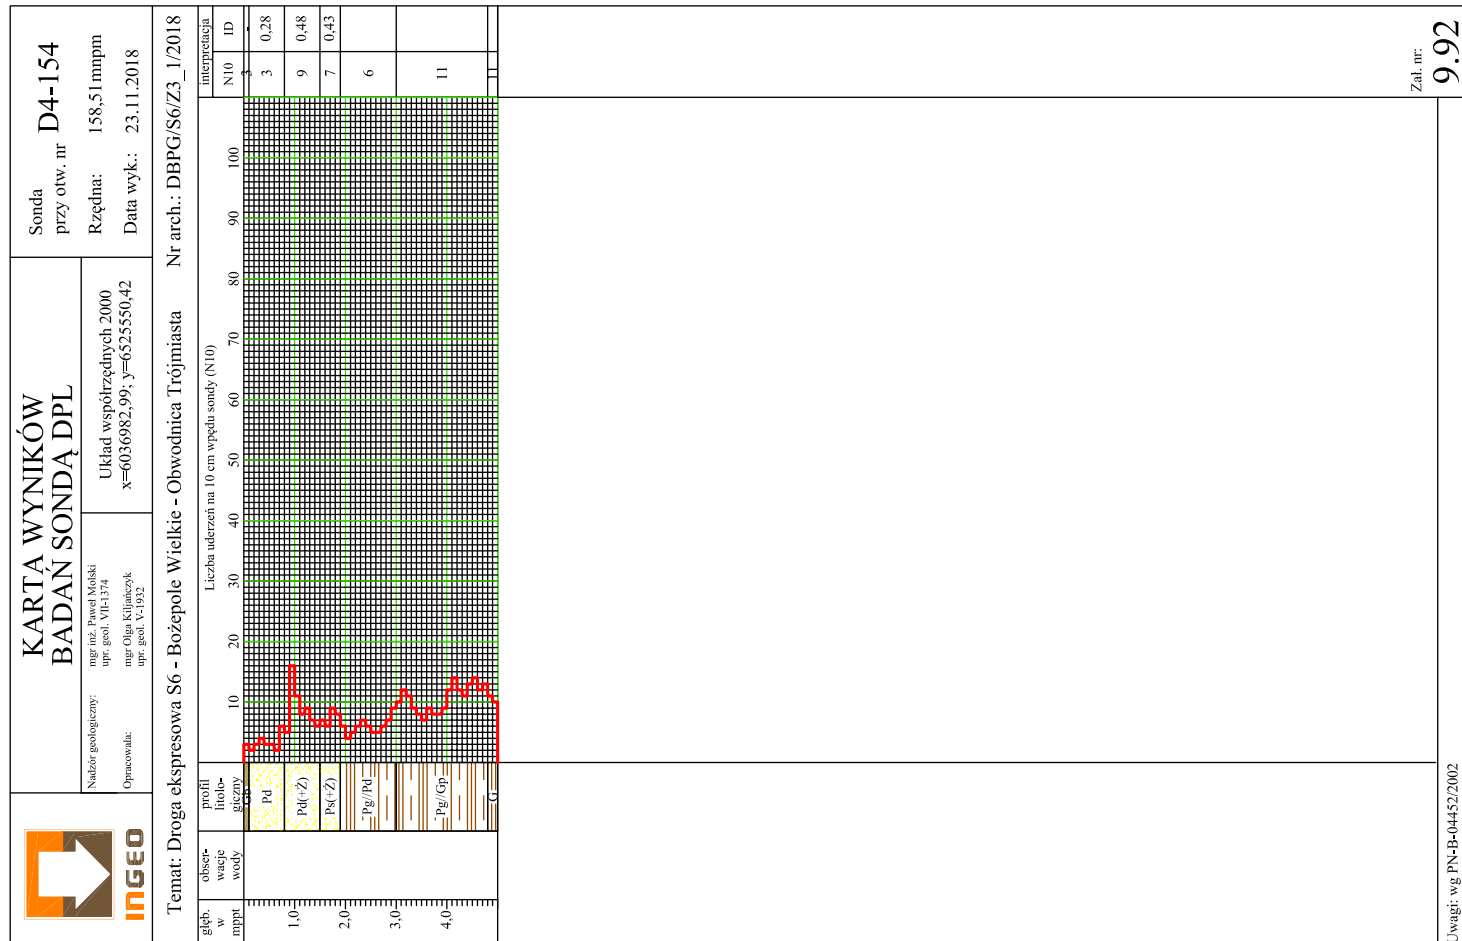 INGEO
KARTA WYNIKÓW
BADAŃ SONDĄ DPL
Nadzór geologiczny:
mgr inż. Paweł Molski
upr. geol. VII-1374
Opracowała:
mgr Olga Kiljańczyk
upr. geol. V-1932
Układ współrzędnych 2000
x=6036982,99; y=6525550,42
Sonda
przy otw. nr D4-154
Rzędna: 158,51mnpm
Data wyk.: 23.11.2018
Temat: Droga ekspresowa S6 - Bożepole Wielkie - Obwodnica Trójmiasta Nr arch.: DBPG/S6/Z3_1/2018
głęb.
w
mppt
obser-
wacje
wody
profil
litolo-
giczny
Liczba uderzeń na 10 cm wpędu sondy (N10)
10 20 30 40 50 60 70 80 90 100
interpretacja
N10 ID
Gb 3 -
Pd 3 0,28
1,0 Pd(+Ż) 9 0,48
Ps(+Ż) 7 0,43
2,0 Pg//Pd 6
3,0
4,0 Pg//Gp 11
G 11
Uwagi: wg PN-B-04452/2002
Zał. nr:
9.92